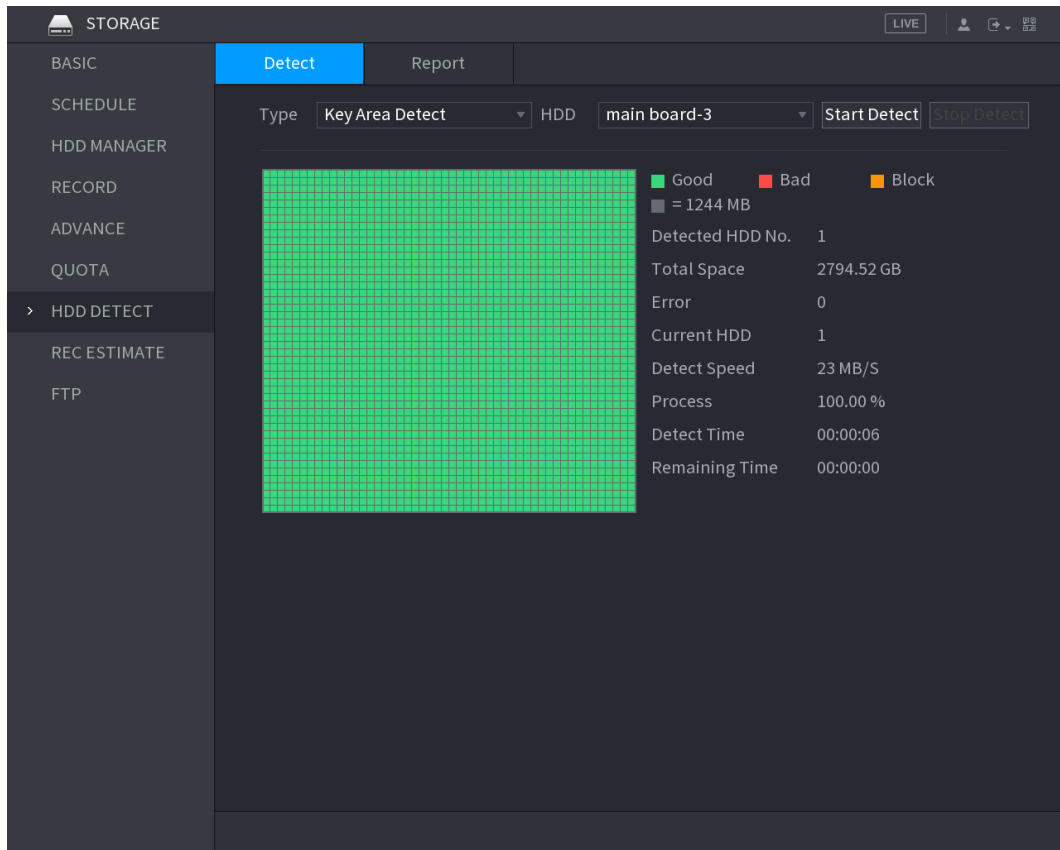 STORAGE
LIVE
BASIC
SCHEDULE
HDD MANAGER
RECORD
ADVANCE
QUOTA
HDD DETECT
REC ESTIMATE
FTP
Detect Report
Type Key Area Detect HDD main board-3 Start Detect Stop Detect
Good Bad Block
= 1244 MB
Detected HDD No. 1
Total Space 2794.52 GB
Error 0
Current HDD 1
Detect Speed 23 MB/S
Process 100.00 %
Detect Time 00:00:06
Remaining Time 00:00:00